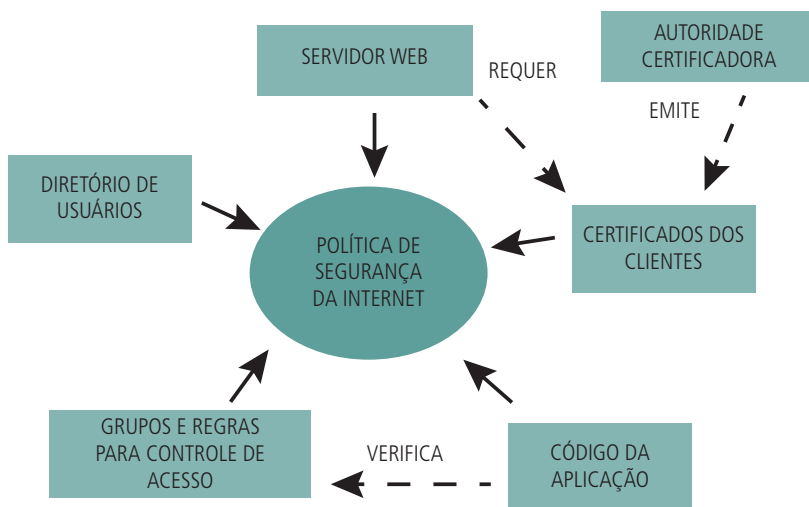 SERVIDOR WEB
REQUER
AUTORIDADE
CERTIFICADORA
EMITE
DIRETÓRIO DE
USUÁRIOS
POLÍTICA DE
SEGURANÇA
DA INTERNET
CERTIFICADOS DOS
CLIENTES
GRUPOS E REGRAS
PARA CONTROLE DE
ACESSO
VERIFICA
CÓDIGO DA
APLICAÇÃO